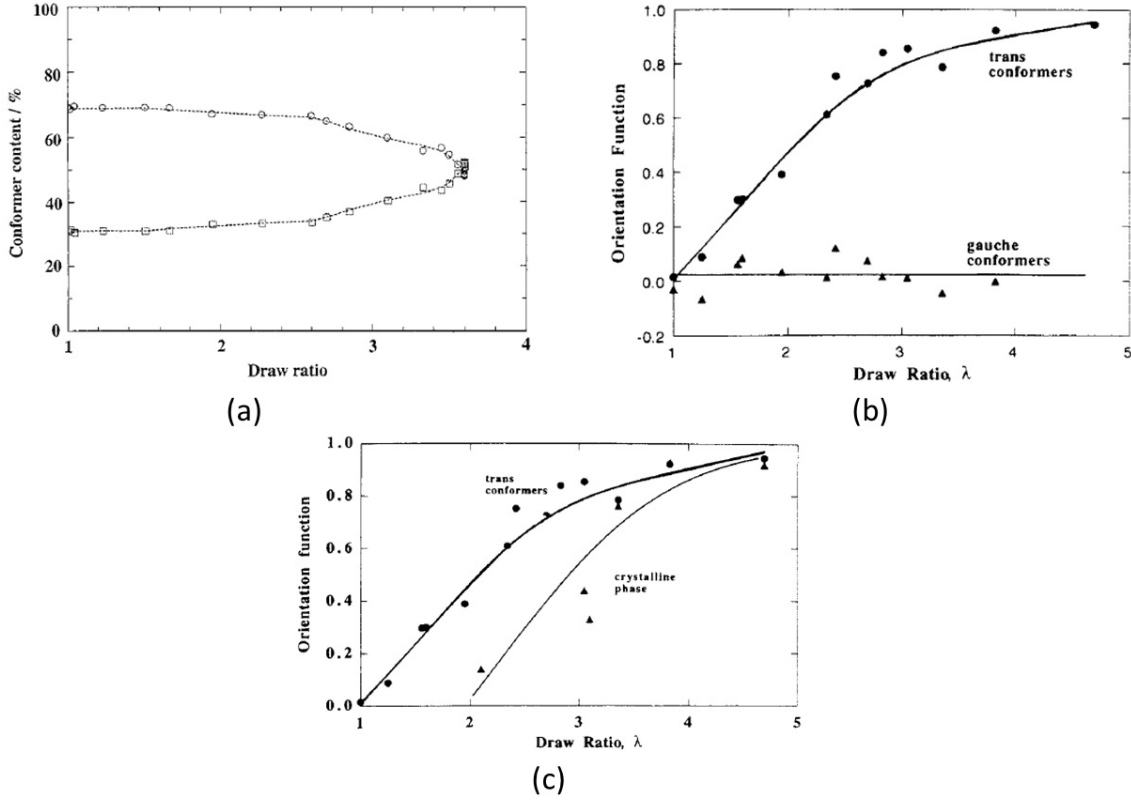 100
80
60
40
20
0
Conformer content / %
1
2
3
4
Draw ratio
(a)
1.0
0.8
0.6
0.4
0.2
0.0
-0.2
Orientation Function
trans
conformers
gauche
conformers
1
2
3
4
5
Draw Ratio, λ
(b)
1.0
0.8
0.6
0.4
0.2
0.0
Orientation function
trans
conformers
crystalline
phase
1
2
3
4
5
Draw Ratio, λ
(c)